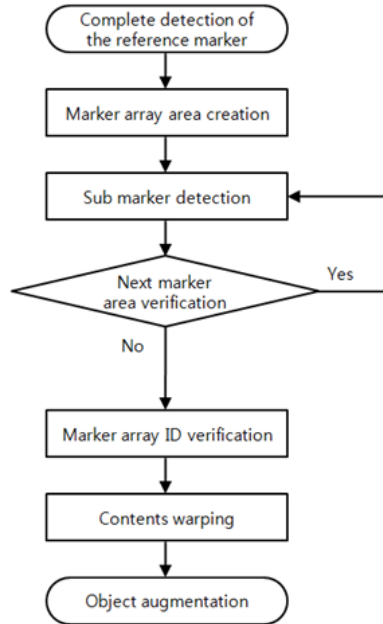 Complete detection of
the reference marker
Marker array area creation
Sub marker detection
Next marker
area verification
Yes
No
Marker array ID verification
Contents warping
Object augmentation